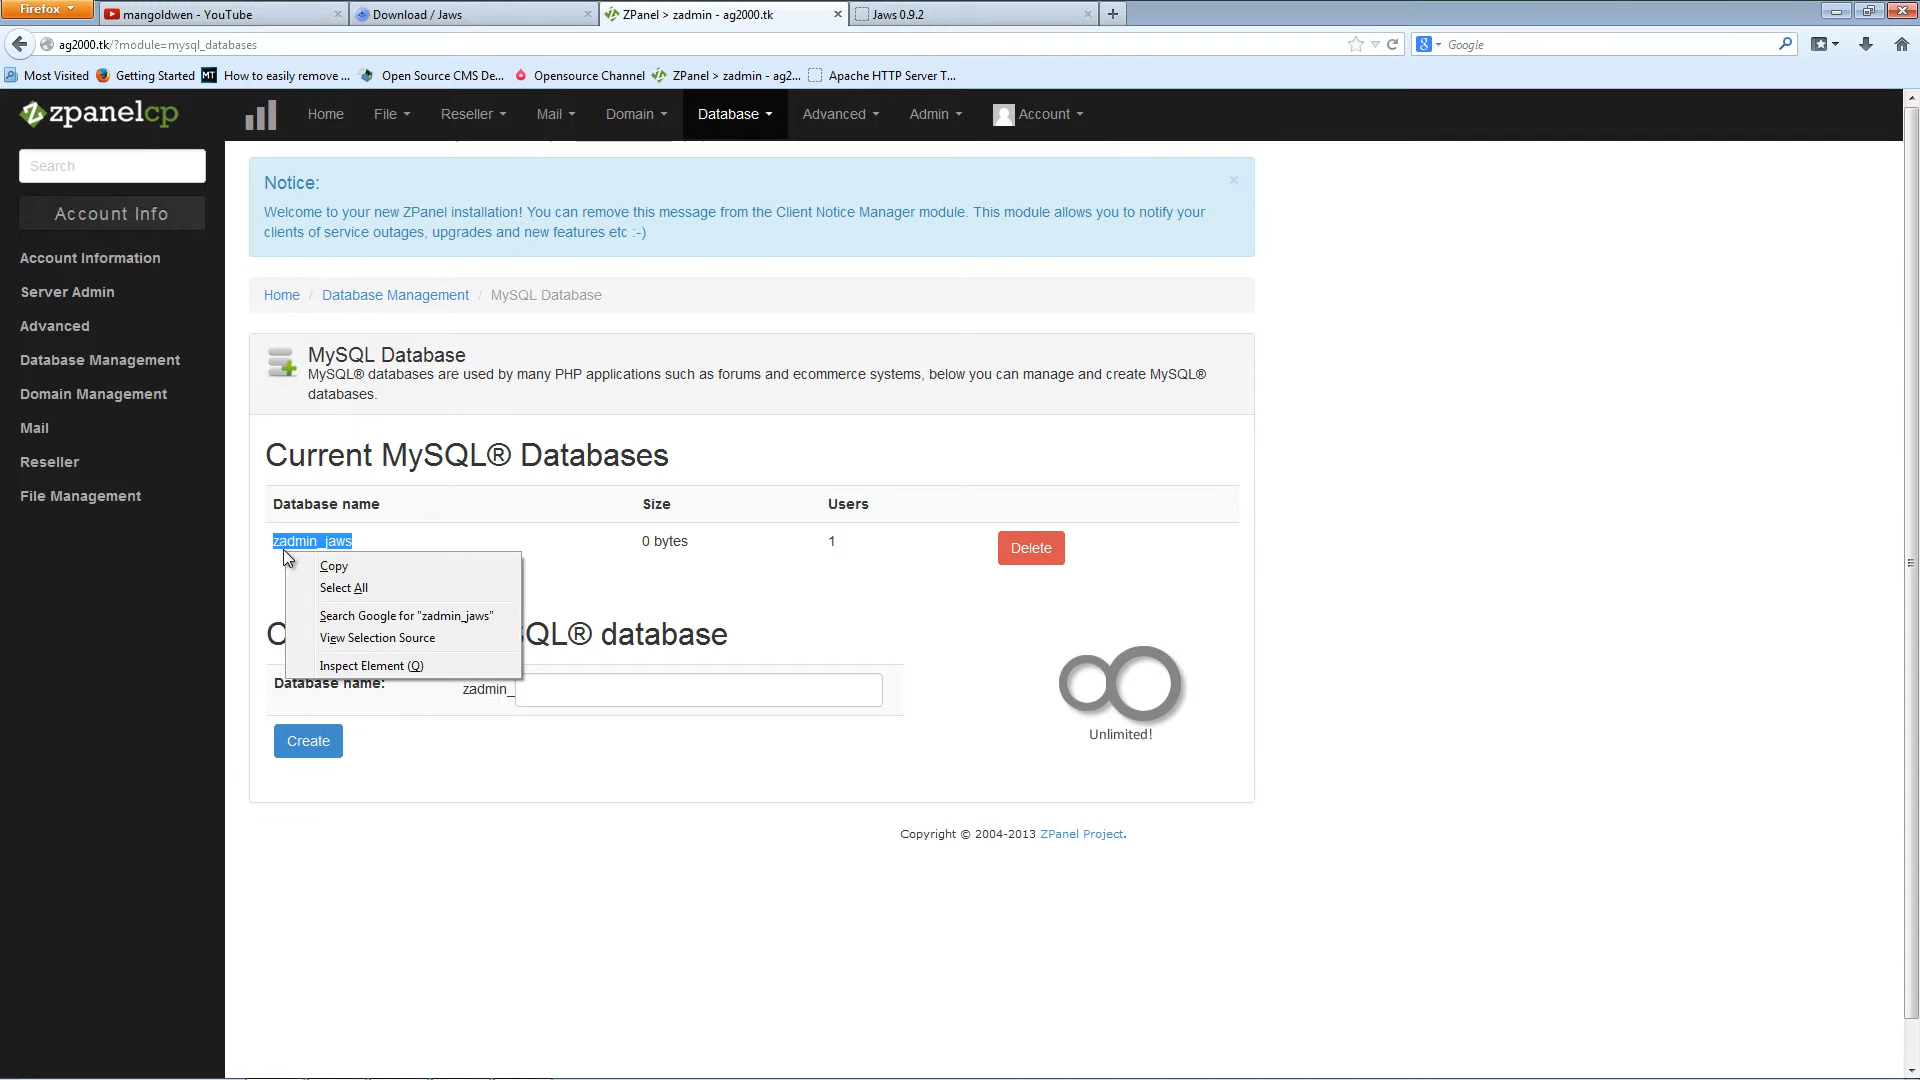 Firefox
mangoldwen - YouTube
Download / Jaws
ZPanel > zadmin - ag2000.tk
Jaws 0.9.2
ag2000.tk/?module=mysql_databases
Google
Most Visited
Getting Started
How to easily remove ...
Open Source CMS De...
Opensource Channel
ZPanel > zadmin - ag2...
Apache HTTP Server T...
zpanelcp
Home
File
Reseller
Mail
Domain
Database
Advanced
Admin
Account
Search
Account Info
Account Information
Server Admin
Advanced
Database Management
Domain Management
Mail
Reseller
File Management
Notice:
Welcome to your new ZPanel installation! You can remove this message from the Client Notice Manager module. This module allows you to notify your
clients of service outages, upgrades and new features etc :-)
Home / Database Management / MySQL Database
MySQL Database
MySQL® databases are used by many PHP applications such as forums and ecommerce systems, below you can manage and create MySQL®
databases.
Current MySQL® Databases
Database name
Size
Users
zadmin_jaws
0 bytes
1
Delete
Copy
Select All
Search Google for "zadmin_jaws"
View Selection Source
Inspect Element (Q)
SQL® database
Database name:
zadmin_
Create
Unlimited!
Copyright © 2004-2013 ZPanel Project.